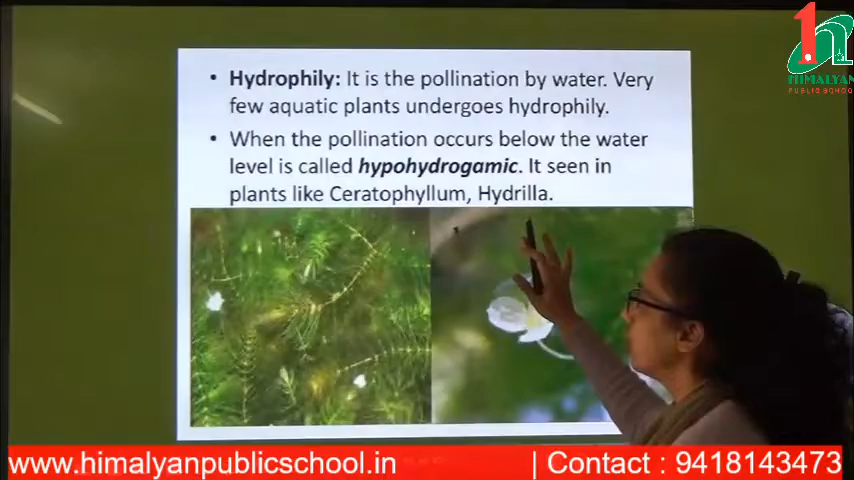 HIMALYAN
PUBLIC SCHOO
• Hydrophily: It is the pollination by water. Very
few aquatic plants undergoes hydrophily.
• When the pollination occurs below the water
level is called hypohydrogamic. It seen in
plants like Ceratophyllum, Hydrilla.
www.himalyanpublicschool.in | Contact : 9418143473